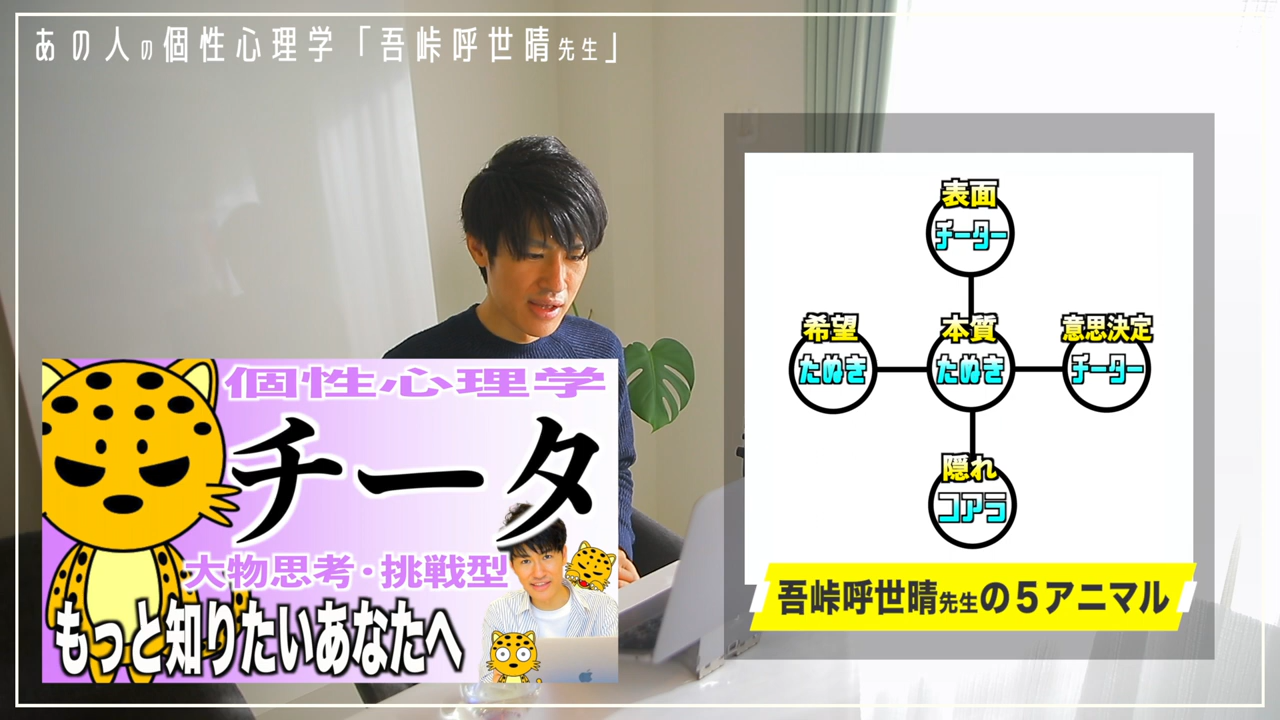 あの人の個性心理学「吾峠呼世晴先生」
表面
チーター
希望
たぬき
本質
たぬき
意思決定
チーター
隠れ
コアラ
吾峠呼世晴先生の5アニマル
個性心理学
チータ
大物思考・挑戦型
もっと知りたいあなたへ